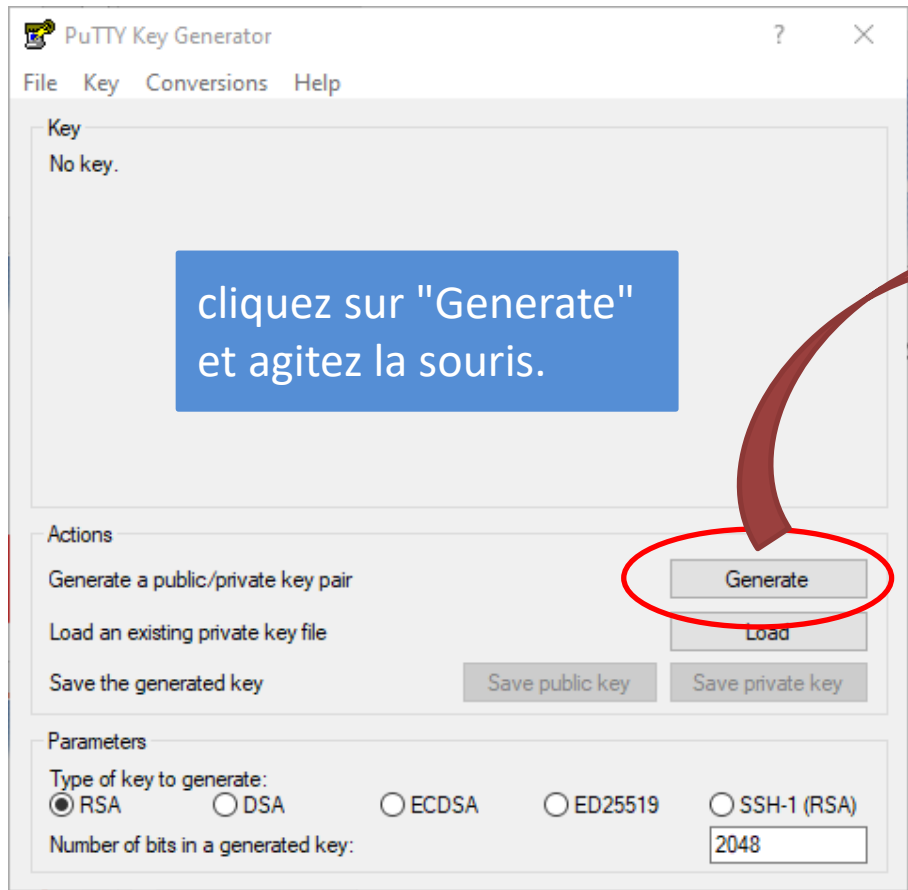 PuTTY Key Generator ?
File Key Conversions Help
Key
No key.
cliquez sur "Generate"
et agitez la souris.
Actions
Generate a public/private key pair Generate
Load an existing private key file Load
Save the generated key Save public key Save private key
Parameters
Type of key to generate:
RSA DSA ECDSA ED25519 SSH-1 (RSA)
Number of bits in a generated key: 2048